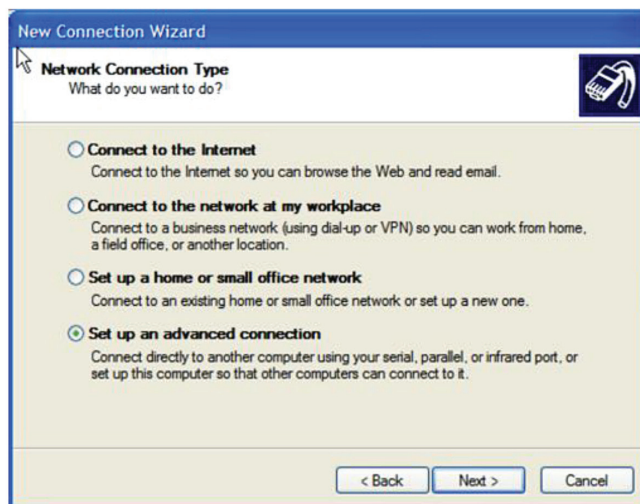 New Connection Wizard
Network Connection Type
What do you want to do?
Connect to the Internet
Connect to the Internet so you can browse the Web and read email.
Connect to the network at my workplace
Connect to a business network (using dial-up or VPN) so you can work from home,
a field office, or another location.
Set up a home or small office network
Connect to an existing home or small office network or set up a new one.
Set up an advanced connection
Connect directly to another computer using your serial, parallel, or infrared port, or
set up this computer so that other computers can connect to it.
< Back Next > Cancel